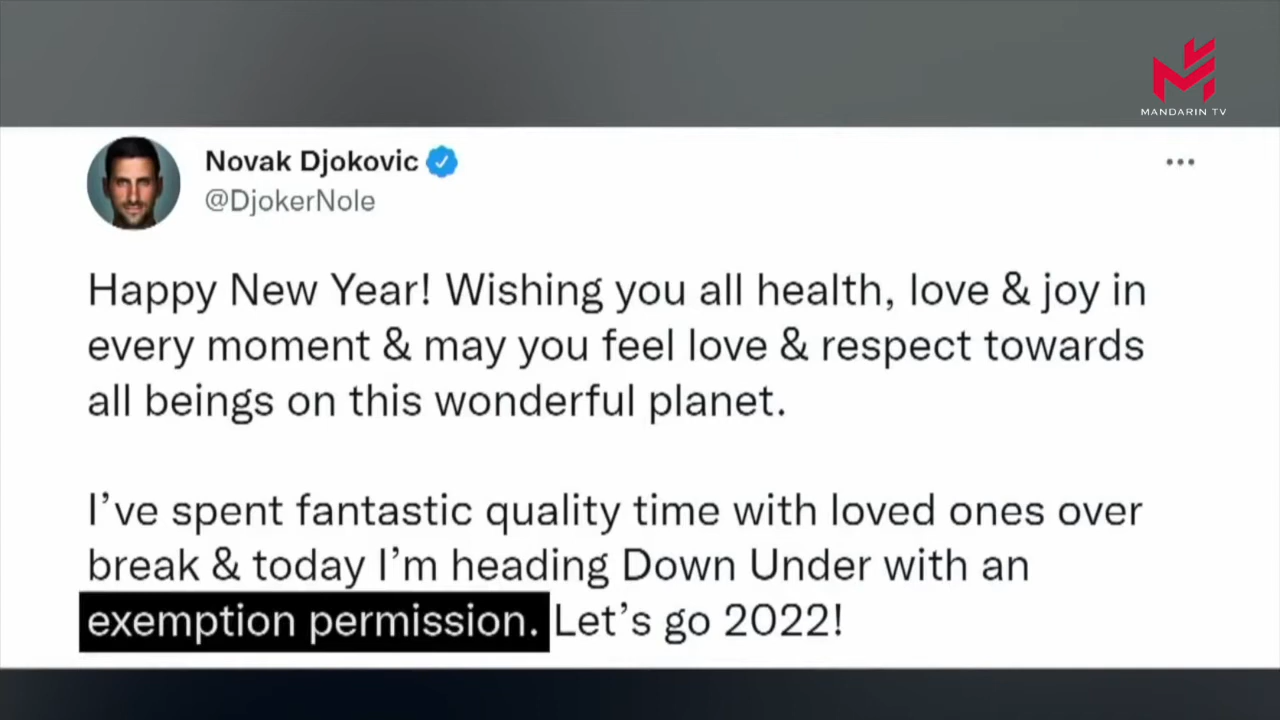 MANDARIN TV
Novak Djokovic
@DjokerNole
Happy New Year! Wishing you all health, love & joy in
every moment & may you feel love & respect towards
all beings on this wonderful planet.
I’ve spent fantastic quality time with loved ones over
break & today I’m heading Down Under with an
exemption permission. Let’s go 2022!